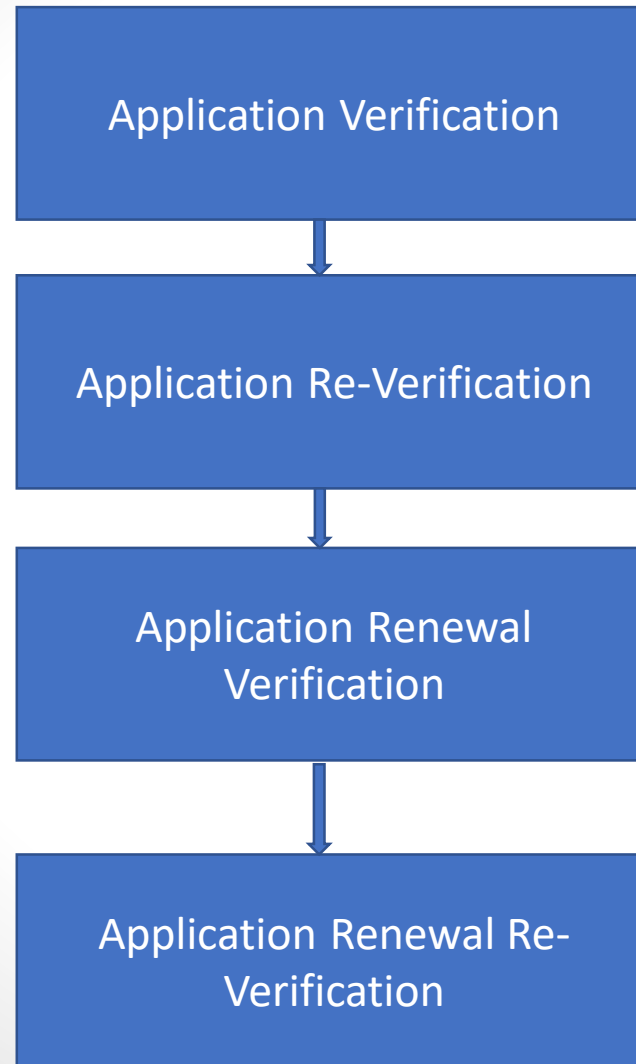 Application Verification
Application Re-Verification
Application Renewal
Verification
Application Renewal Re-
Verification